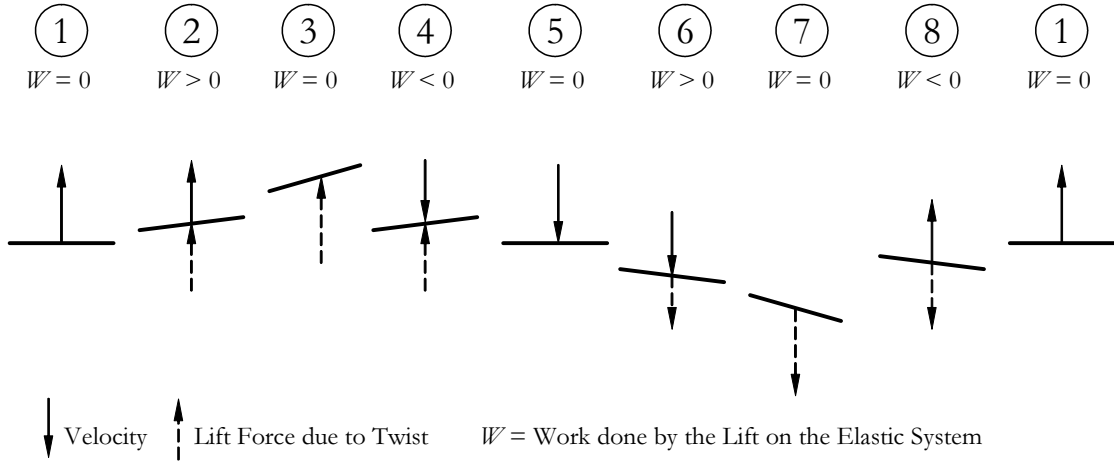 1 2 3 4 5 6 7 8 1
W = 0 W > 0 W = 0 W < 0 W = 0 W > 0 W = 0 W < 0 W = 0
Velocity Lift Force due to Twist W = Work done by the Lift on the Elastic System